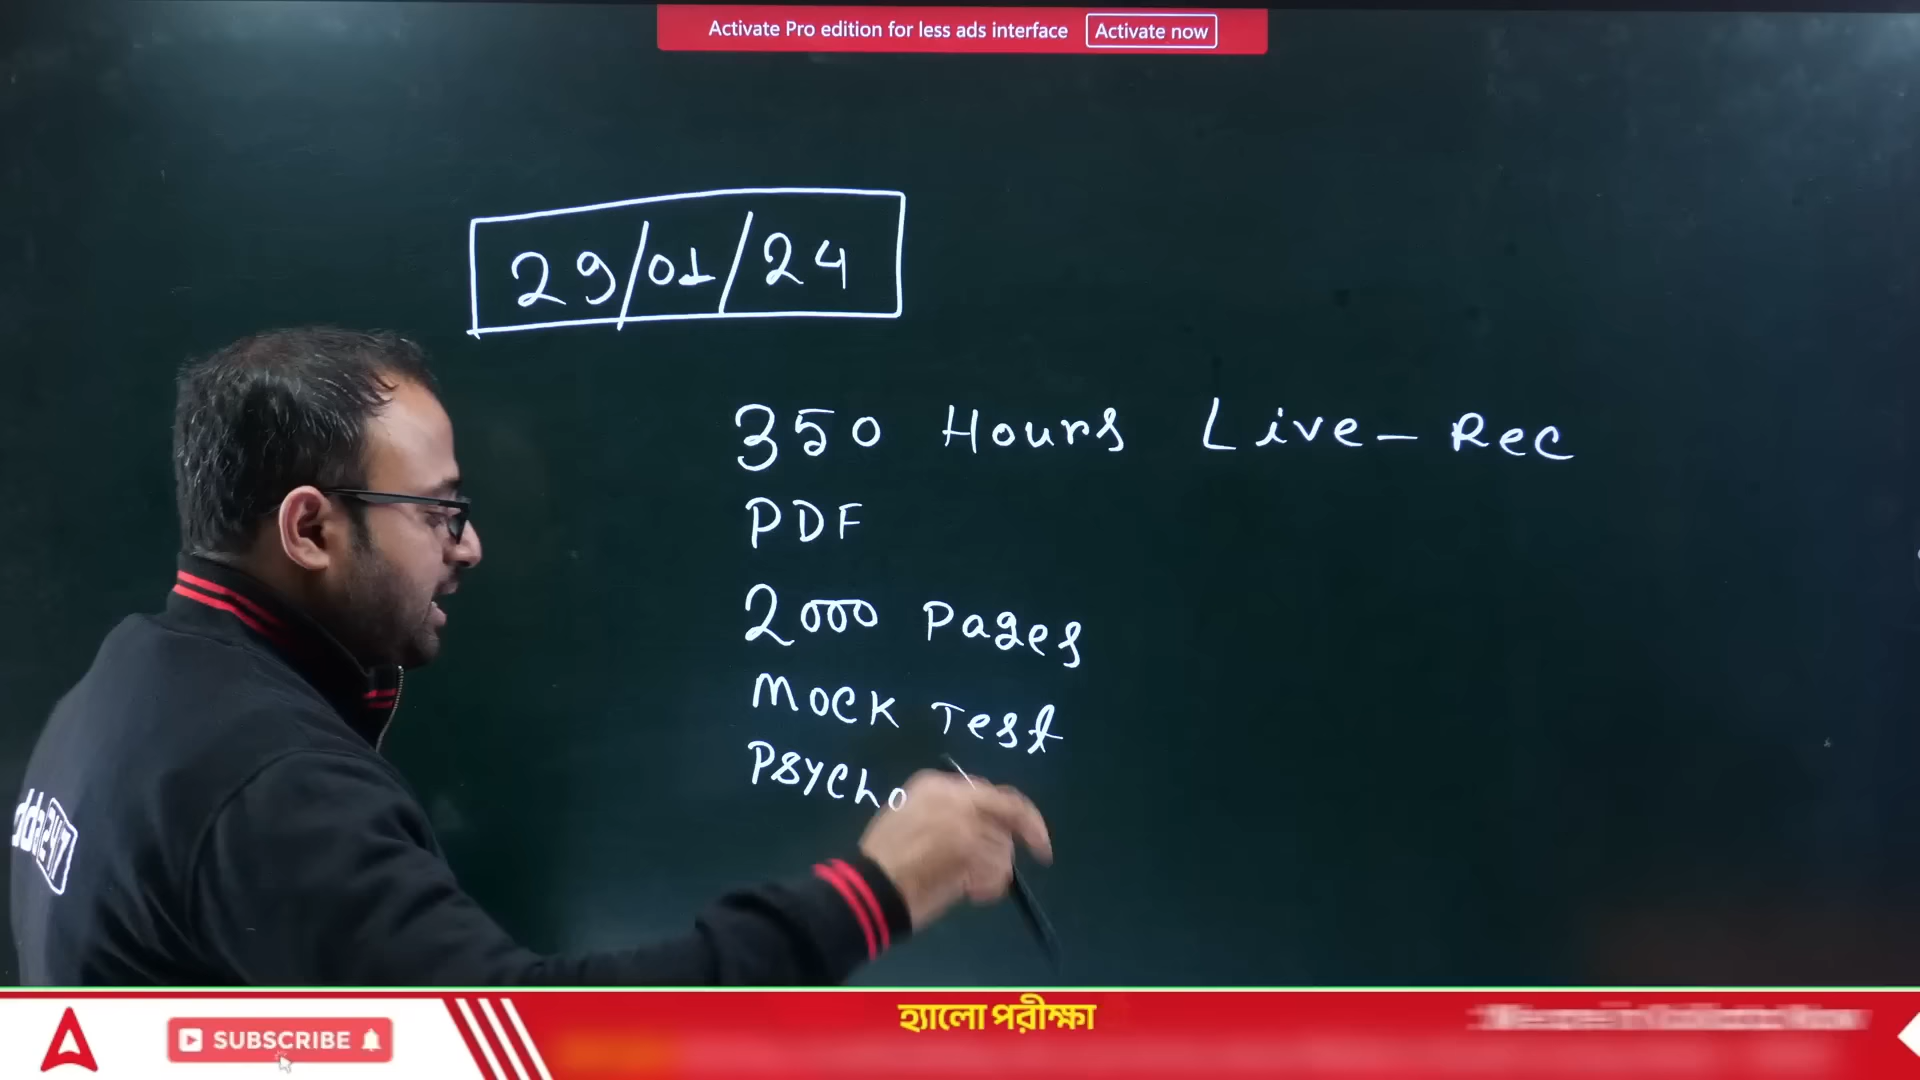 Activate Pro edition for less ads interface Activate now
29/01/24
350 Hours Live - Rec
PDF
2000 Pages
Mock Test
Psycho
SUBSCRIBE
হ্যালো পরীক্ষা